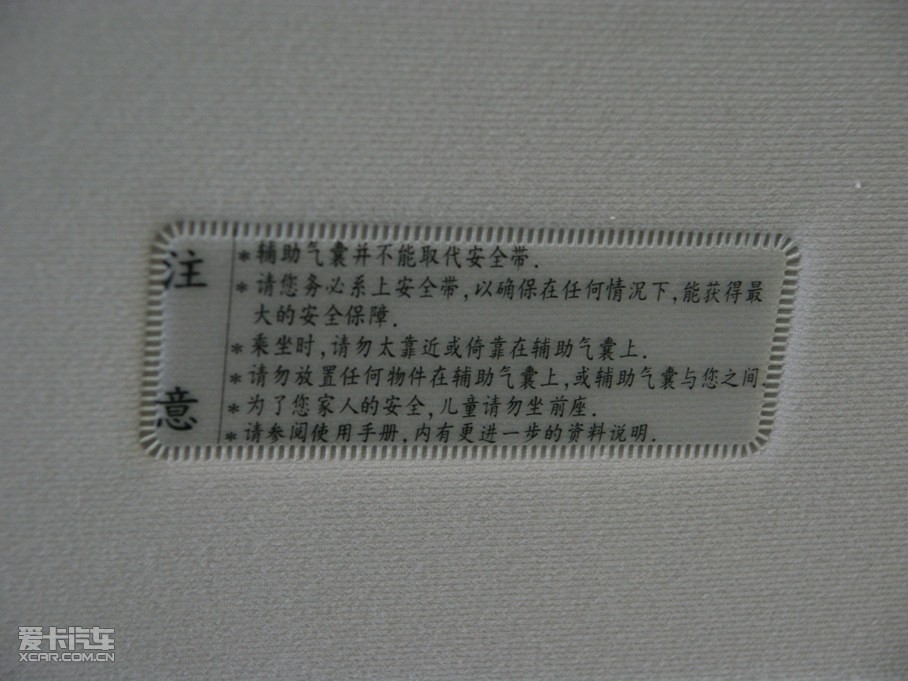 注意
*辅助气囊并不能取代安全带.
*请您务必系上安全带,以确保在任何情况下,能获得最
大的安全保障.
*乘坐时,请勿太靠近或倚靠在辅助气囊上.
*请勿放置任何物件在辅助气囊上,或辅助气囊与您之间.
*为了您家人的安全,儿童请勿坐前座.
*请参阅使用手册.内有更进一步的资料说明.
爱卡汽车
XCAR.COM.CN